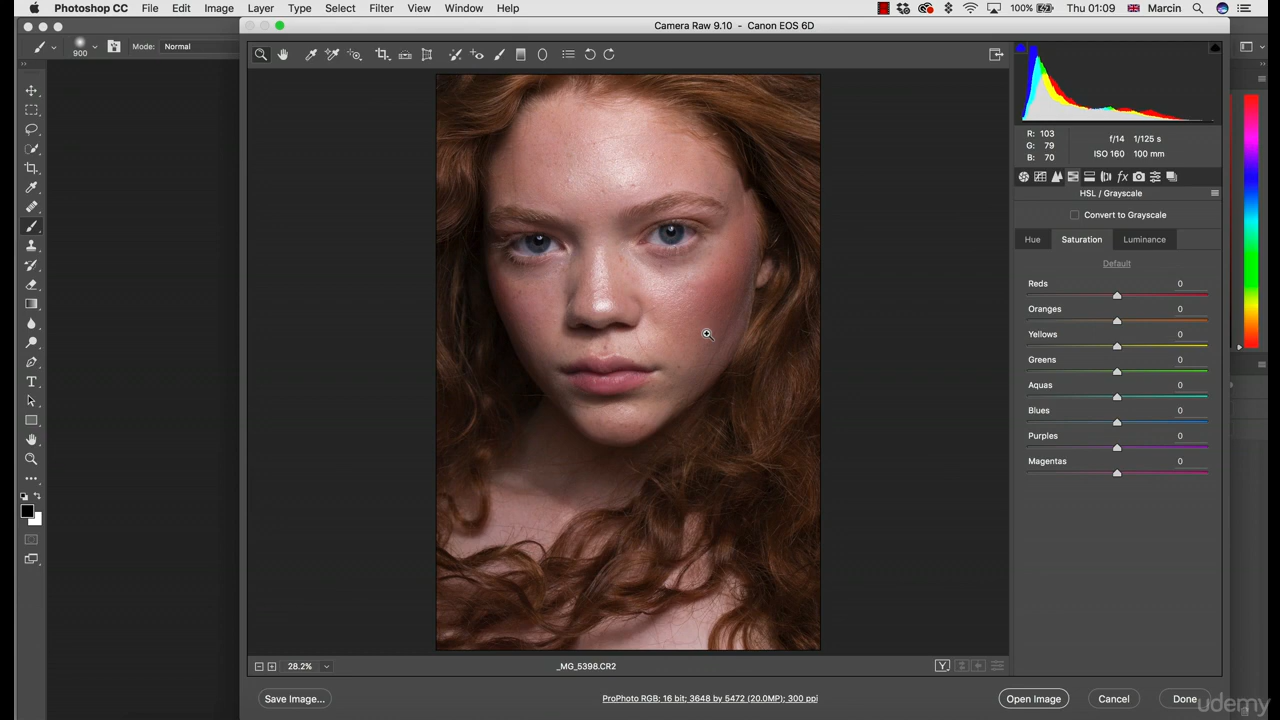 Photoshop CC File Edit Image Layer Type Select Filter View Window Help 100% Thu 01:09 Marcin
Camera Raw 9.10 - Canon EOS 6D
900 Mode: Normal
R: 103 f/14 1/125 s
G: 79
B: 70 ISO 160 100 mm
HSL / Grayscale
Convert to Grayscale
Hue Saturation Luminance
Default
Reds 0
Oranges 0
Yellows 0
Greens 0
Aquas 0
Blues 0
Purples 0
Magentas 0
28.2% _MG_5398.CR2 Y
Save Image... ProPhoto RGB; 16 bit; 3648 by 5472 (20.0MP); 300 ppi Open Image Cancel Done
udemy